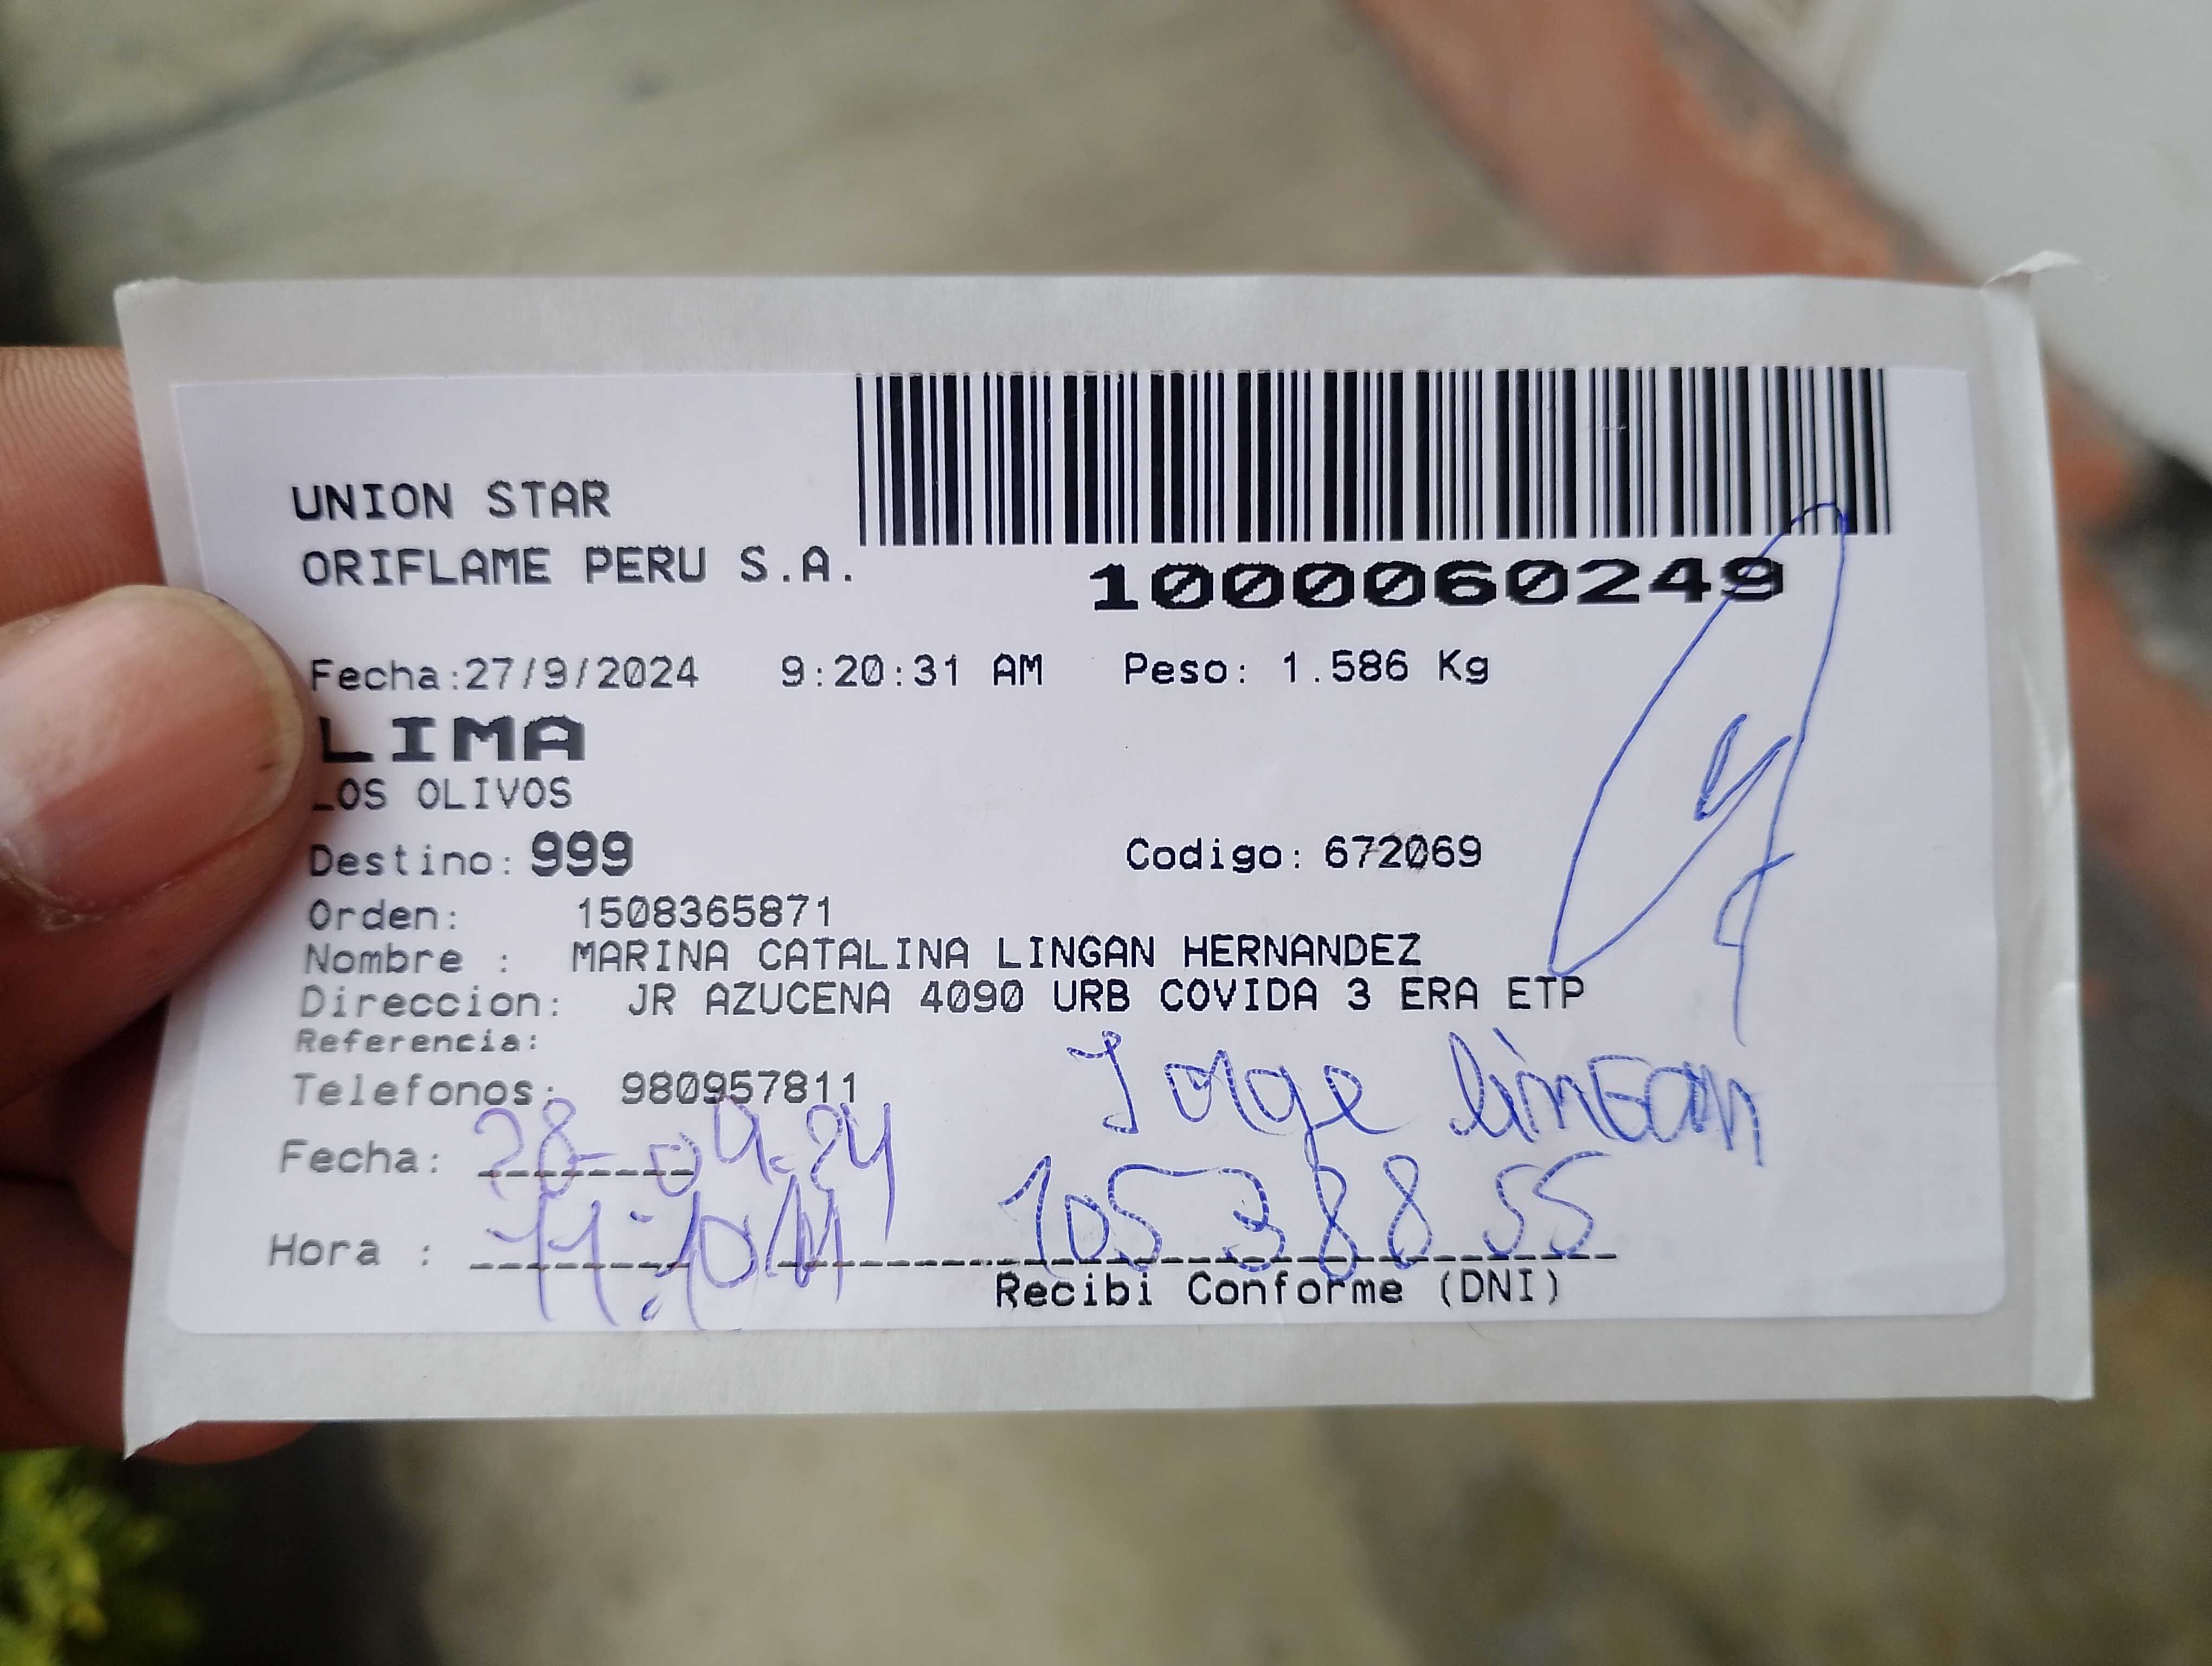 UNION STAR
ORIFLAME PERU S.A.
1000060249
Fecha:27/9/2024 9:20:31 AM Peso: 1.586 Kg
LIMA
LOS OLIVOS
Destino: 999 Codigo: 672069
Orden: 1508365871
Nombre : MARINA CATALINA LINGAN HERNANDEZ
Direccion: JR AZUCENA 4090 URB COVIDA 3 ERA ETP
Referencia:
Telefonos: 980957811
Jorge linGan
Fecha: 28-09-24
Hora :
10538855
Recibi Conforme (DNI)